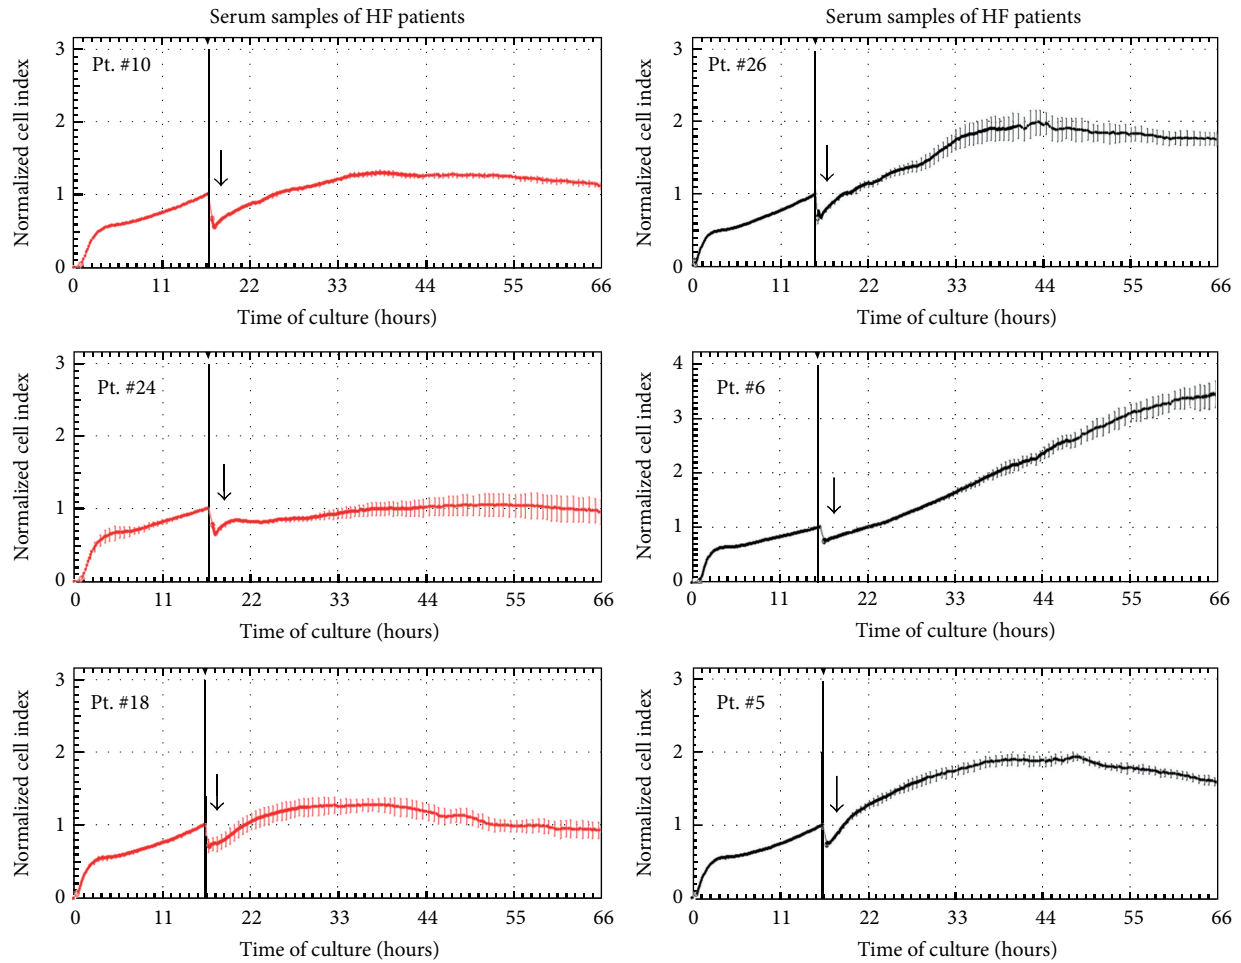 Serum samples of HF patients
Pt. #10
Normalized cell index
3
2
1
0
0 11 22 33 44 55 66
Time of culture (hours)
Serum samples of HF patients
Pt. #26
Normalized cell index
3
2
1
0
0 11 22 33 44 55 66
Time of culture (hours)
Pt. #24
Normalized cell index
3
2
1
0
0 11 22 33 44 55 66
Time of culture (hours)
Pt. #6
Normalized cell index
4
3
2
1
0
0 11 22 33 44 55 66
Time of culture (hours)
Pt. #18
Normalized cell index
3
2
1
0
0 11 22 33 44 55 66
Time of culture (hours)
Pt. #5
Normalized cell index
3
2
1
0
0 11 22 33 44 55 66
Time of culture (hours)